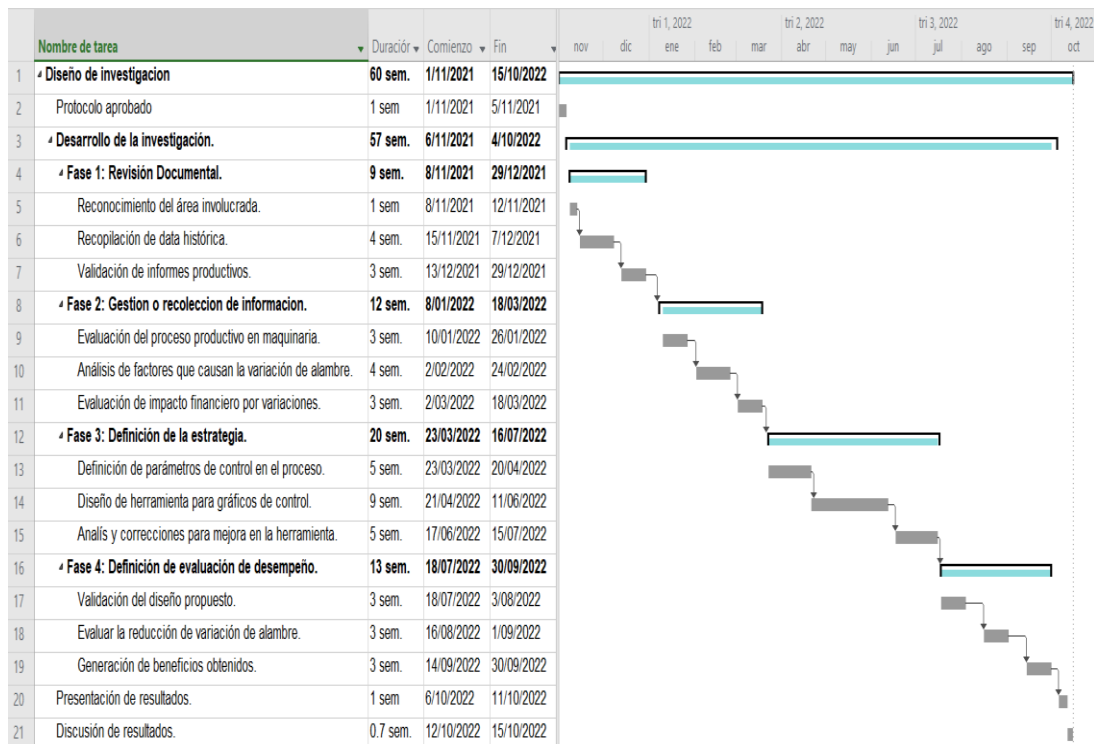 tri 1, 2022 tri 2, 2022 tri 3, 2022 tri 4, 2022
Nombre de tarea Duración Comienzo Fin nov dic ene feb mar abr may jun jul ago sep oct
1 Diseño de investigacion 60 sem. 1/11/2021 15/10/2022
2 Protocolo aprobado 1 sem 1/11/2021 5/11/2021
3 Desarrollo de la investigación. 57 sem. 6/11/2021 4/10/2022
4 Fase 1: Revisión Documental. 9 sem. 8/11/2021 29/12/2021
5 Reconocimiento del área involucrada. 1 sem 8/11/2021 12/11/2021
6 Recopilación de data histórica. 4 sem. 15/11/2021 7/12/2021
7 Validación de informes productivos. 3 sem. 13/12/2021 29/12/2021
8 Fase 2: Gestion o recoleccion de informacion. 12 sem. 8/01/2022 18/03/2022
9 Evaluación del proceso productivo en maquinaria. 3 sem. 10/01/2022 26/01/2022
10 Análisis de factores que causan la variación de alambre. 4 sem. 2/02/2022 24/02/2022
11 Evaluación de impacto financiero por variaciones. 3 sem. 2/03/2022 18/03/2022
12 Fase 3: Definición de la estrategia. 20 sem. 23/03/2022 16/07/2022
13 Definición de parámetros de control en el proceso. 5 sem. 23/03/2022 20/04/2022
14 Diseño de herramienta para gráficos de control. 9 sem. 21/04/2022 11/06/2022
15 Analís y correcciones para mejora en la herramienta. 5 sem. 17/06/2022 15/07/2022
16 Fase 4: Definición de evaluación de desempeño. 13 sem. 18/07/2022 30/09/2022
17 Validación del diseño propuesto. 3 sem. 18/07/2022 3/08/2022
18 Evaluar la reducción de variación de alambre. 3 sem. 16/08/2022 1/09/2022
19 Generación de beneficios obtenidos. 3 sem. 14/09/2022 30/09/2022
20 Presentación de resultados. 1 sem 6/10/2022 11/10/2022
21 Discusión de resultados. 0.7 sem. 12/10/2022 15/10/2022